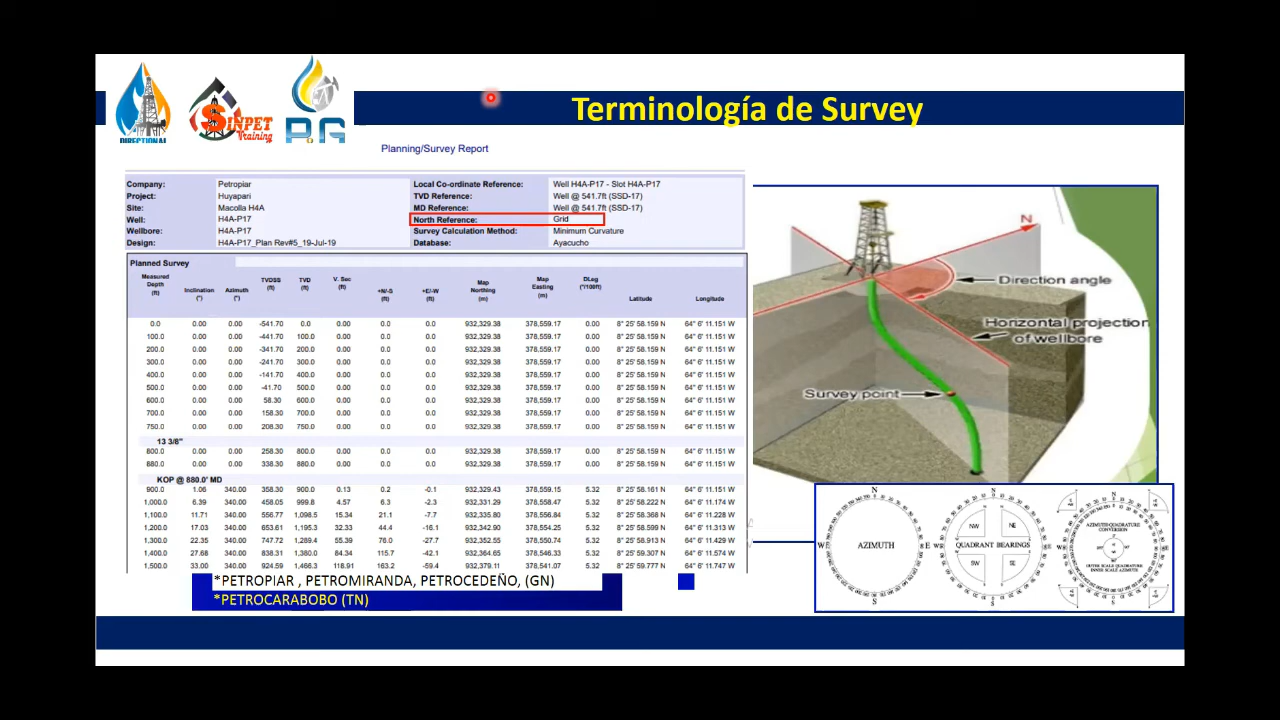 DIRECTIONAL
SINPET
Training
P.G
Terminología de Survey
Planning/Survey Report
Company: Petropiar Local Co-ordinate Reference: Well H4A-P17 - Slot H4A-P17
Project: Huyapari TVD Reference: Well @ 541.7ft (SSD-17)
Site: Macolla H4A MD Reference: Well @ 541.7ft (SSD-17)
Well: H4A-P17 North Reference: Grid
Wellbore: H4A-P17 Survey Calculation Method: Minimum Curvature
Design: H4A-P17_Plan Rev#5_19-Jul-19 Database: Ayacucho
Planned Survey
Measured Depth (ft) Inclination (°) Azimuth (°) TVDSS (ft) TVD (ft) V. Sec (ft) +N/-S (ft) +E/-W (ft) Map Northing (m) Map Easting (m) DLeg (°/100ft) Latitude Longitude
0.0 0.00 0.00 -541.70 0.0 0.00 0.0 0.0 932,329.38 378,559.17 0.00 8° 25' 58.159 N 64° 6' 11.151 W
100.0 0.00 0.00 -441.70 100.0 0.00 0.0 0.0 932,329.38 378,559.17 0.00 8° 25' 58.159 N 64° 6' 11.151 W
200.0 0.00 0.00 -341.70 200.0 0.00 0.0 0.0 932,329.38 378,559.17 0.00 8° 25' 58.159 N 64° 6' 11.151 W
300.0 0.00 0.00 -241.70 300.0 0.00 0.0 0.0 932,329.38 378,559.17 0.00 8° 25' 58.159 N 64° 6' 11.151 W
400.0 0.00 0.00 -141.70 400.0 0.00 0.0 0.0 932,329.38 378,559.17 0.00 8° 25' 58.159 N 64° 6' 11.151 W
500.0 0.00 0.00 -41.70 500.0 0.00 0.0 0.0 932,329.38 378,559.17 0.00 8° 25' 58.159 N 64° 6' 11.151 W
600.0 0.00 0.00 58.30 600.0 0.00 0.0 0.0 932,329.38 378,559.17 0.00 8° 25' 58.159 N 64° 6' 11.151 W
700.0 0.00 0.00 158.30 700.0 0.00 0.0 0.0 932,329.38 378,559.17 0.00 8° 25' 58.159 N 64° 6' 11.151 W
750.0 0.00 0.00 208.30 750.0 0.00 0.0 0.0 932,329.38 378,559.17 0.00 8° 25' 58.159 N 64° 6' 11.151 W
13 3/8"
800.0 0.00 0.00 258.30 800.0 0.00 0.0 0.0 932,329.38 378,559.17 0.00 8° 25' 58.159 N 64° 6' 11.151 W
880.0 0.00 0.00 338.30 880.0 0.00 0.0 0.0 932,329.38 378,559.17 0.00 8° 25' 58.159 N 64° 6' 11.151 W
KOP @ 880.0' MD
900.0 1.06 340.00 358.30 900.0 0.13 0.2 -0.1 932,329.43 378,559.15 5.32 8° 25' 58.161 N 64° 6' 11.151 W
1,000.0 6.39 340.00 458.05 999.8 4.57 6.3 -2.3 932,331.29 378,558.47 5.32 8° 25' 58.222 N 64° 6' 11.174 W
1,100.0 11.71 340.00 556.77 1,098.5 15.34 21.1 -7.7 932,335.80 378,556.84 5.32 8° 25' 58.368 N 64° 6' 11.228 W
1,200.0 17.03 340.00 653.61 1,195.3 32.33 44.4 -16.1 932,342.90 378,554.25 5.32 8° 25' 58.599 N 64° 6' 11.313 W
1,300.0 22.35 340.00 747.72 1,289.4 55.39 76.0 -27.7 932,352.55 378,550.74 5.32 8° 25' 58.913 N 64° 6' 11.429 W
1,400.0 27.68 340.00 838.31 1,380.0 84.34 115.7 -42.1 932,364.65 378,546.33 5.32 8° 25' 59.307 N 64° 6' 11.574 W
1,500.0 33.00 340.00 924.59 1,466.3 118.91 163.2 -59.4 932,379.11 378,541.07 5.32 8° 25' 59.777 N 64° 6' 11.747 W
*PETROPIAR , PETROMIRANDA, PETROCEDEÑO, (GN)
*PETROCARABOBO (TN)
N
Direction angle
Horizontal projection
of wellbore
Survey point
N
W AZIMUTH E
S
N
NW NE
W QUADRANT BEARINGS E
SW SE
S
N
AZIMUTH-QUADRATURE
CONVERSION
W E
OUTER SCALE QUADRATURE
INNER SCALE AZIMUTH
S